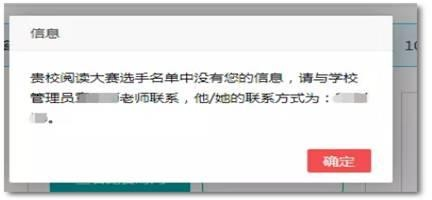 信息
贵校阅读大赛选手名单中没有您的信息，请与学校
管理员 老师联系，他/她的联系方式为：
。
确定
10